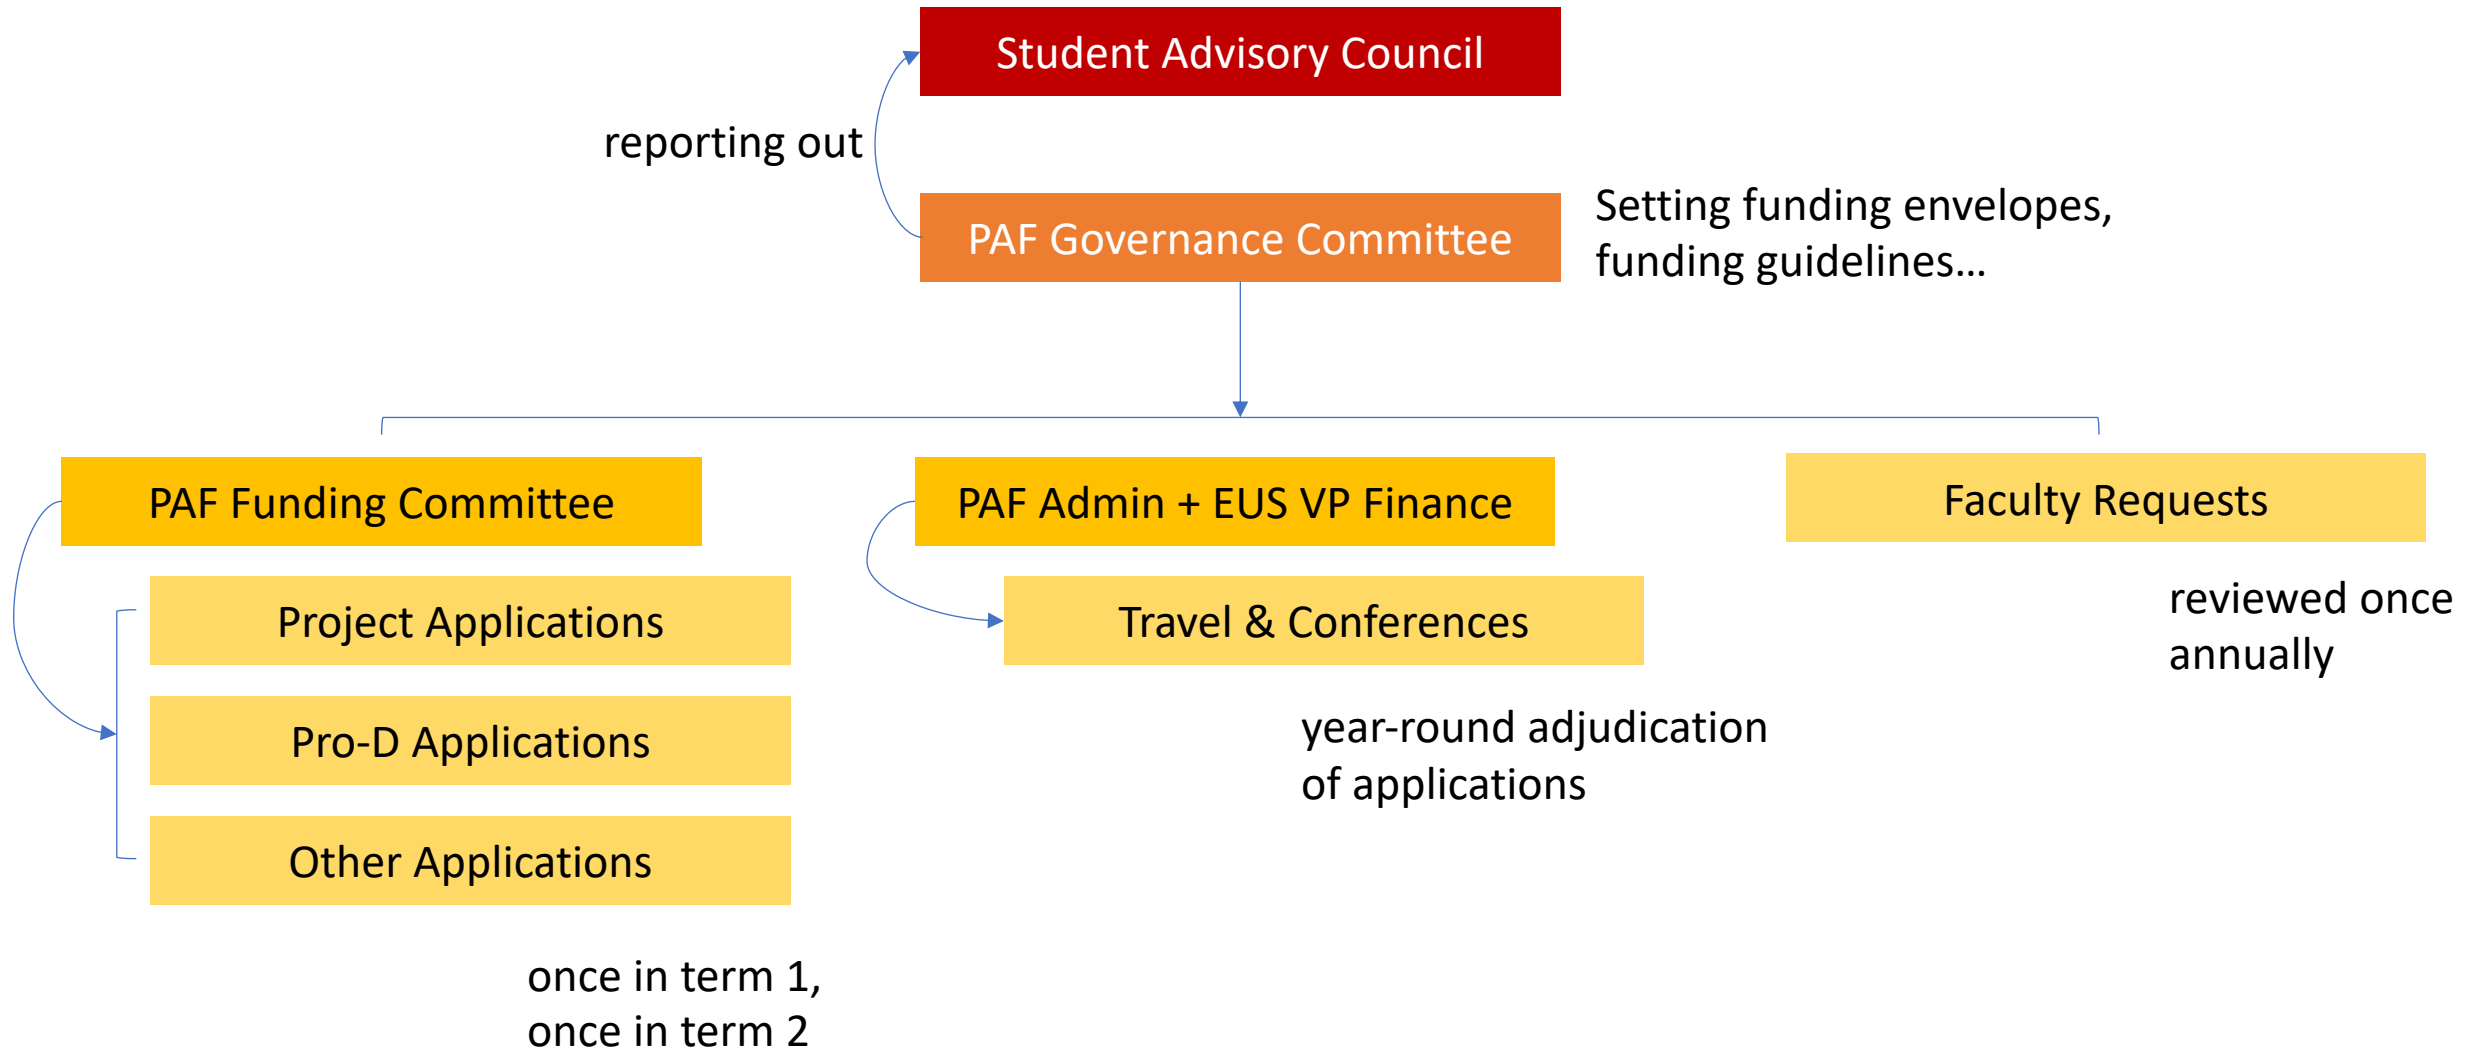 Student Advisory Council
reporting out
PAF Governance Committee
Setting funding envelopes,
funding guidelines…
PAF Funding Committee
PAF Admin + EUS VP Finance
Faculty Requests
Project Applications
Travel & Conferences
reviewed once
annually
Pro-D Applications
year-round adjudication
of applications
Other Applications
once in term 1,
once in term 2